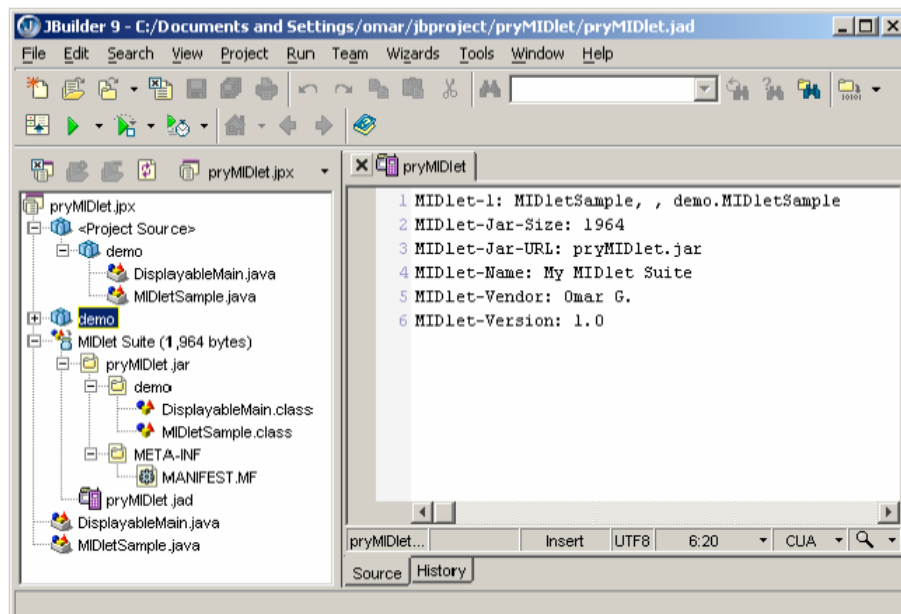 JBuilder 9 - C:/Documents and Settings/omar/jbproject/pryMIDlet/pryMIDlet.jad
File Edit Search View Project Run Team Wizards Tools Window Help
pryMIDlet.jpx
pryMIDlet.jpx
<Project Source>
demo
DisplayableMain.java
MIDletSample.java
demo
MIDlet Suite (1,964 bytes)
pryMIDlet.jar
demo
DisplayableMain.class
MIDletSample.class
META-INF
MANIFEST.MF
pryMIDlet.jad
DisplayableMain.java
MIDletSample.java
pryMIDlet
1 MIDlet-1: MIDletSample, , demo.MIDletSample
2 MIDlet-Jar-Size: 1964
3 MIDlet-Jar-URL: pryMIDlet.jar
4 MIDlet-Name: My MIDlet Suite
5 MIDlet-Vendor: Omar G.
6 MIDlet-Version: 1.0
pryMIDlet... Insert UTF8 6:20 CUA
Source History